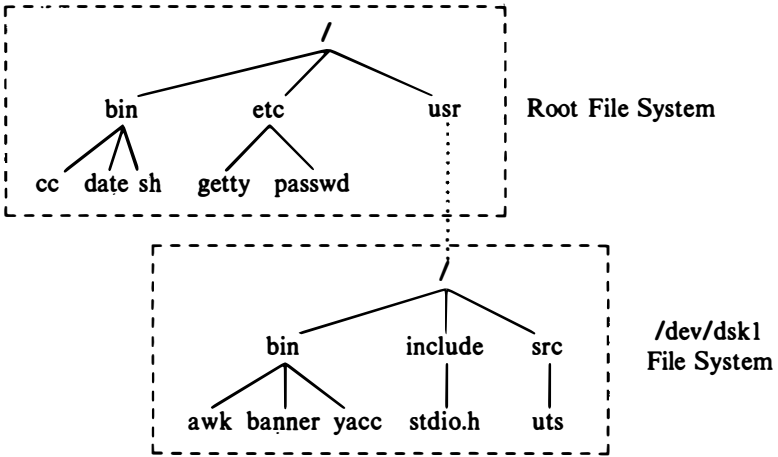 /
bin etc usr Root File System
cc date sh getty passwd
/
bin include src /dev/dsk1
File System
awk banner yacc stdio.h uts